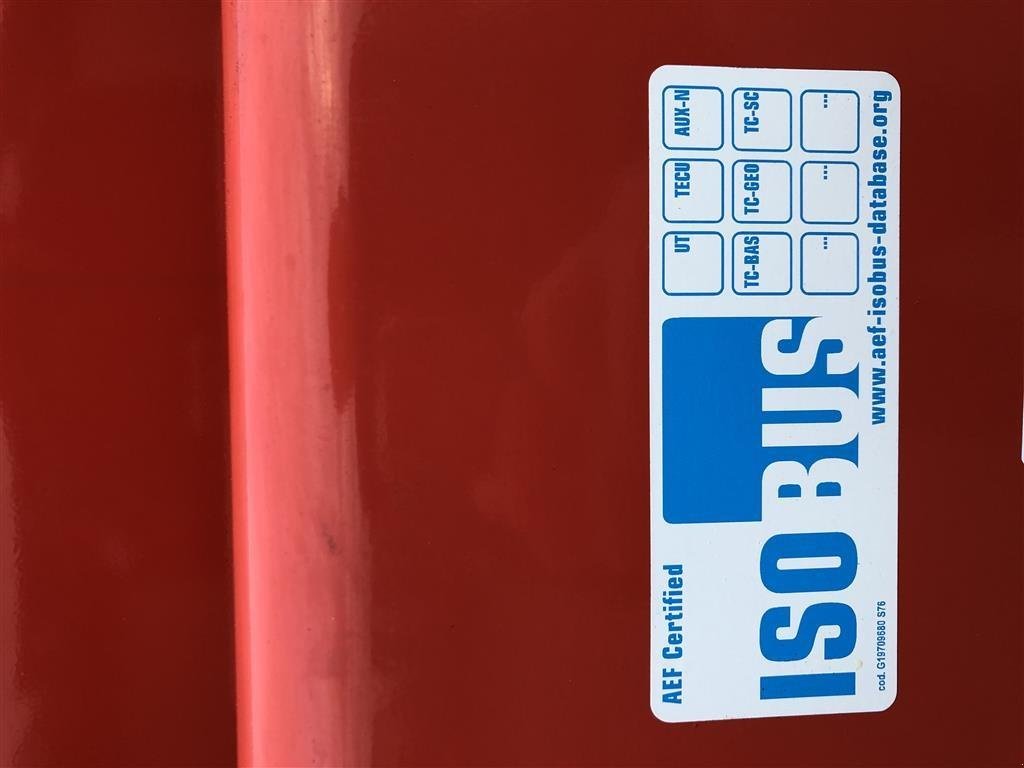 AEF Certified
ISOBUS
cod. G19709680 S76
UT TECU AUX-N
TC-BAS TC-GEO TC-SC
... ... ...
www.aef-isobus-database.org